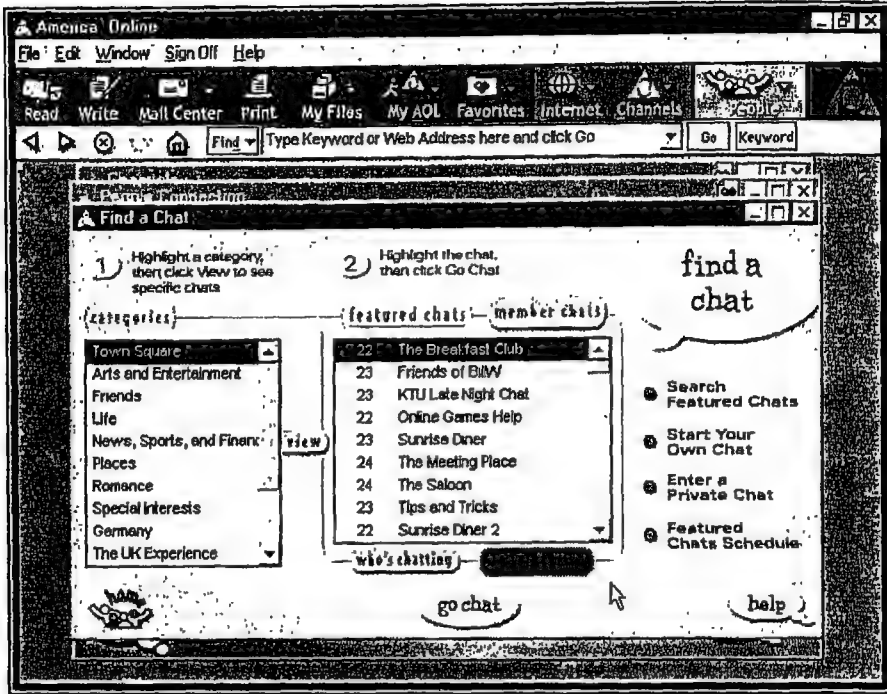 America Online
File Edit Window Sign Off Help
Read Write Mail Center Print My Files My AOL Favorites Internet Channels People
Find Type Keyword or Web Address here and click Go Go Keyword
Find a Chat
1 Highlight a category, then click View to see specific chats
2 Highlight the chat, then click Go Chat
find a
chat
categories
featured chats member chats
Town Square
Arts and Entertainment
Friends
Life
News, Sports, and Financ
Places
Romance
Special Interests
Germany
The UK Experience
view
22 The Breakfast Club
23 Friends of BillW
23 KTU Late Night Chat
22 Online Games Help
23 Sunrise Diner
24 The Meeting Place
24 The Saloon
23 Tips and Tricks
22 Sunrise Diner 2
Search
Featured Chats
Start Your
Own Chat
Enter a
Private Chat
Featured
Chats Schedule
who's chatting
home
go chat
help